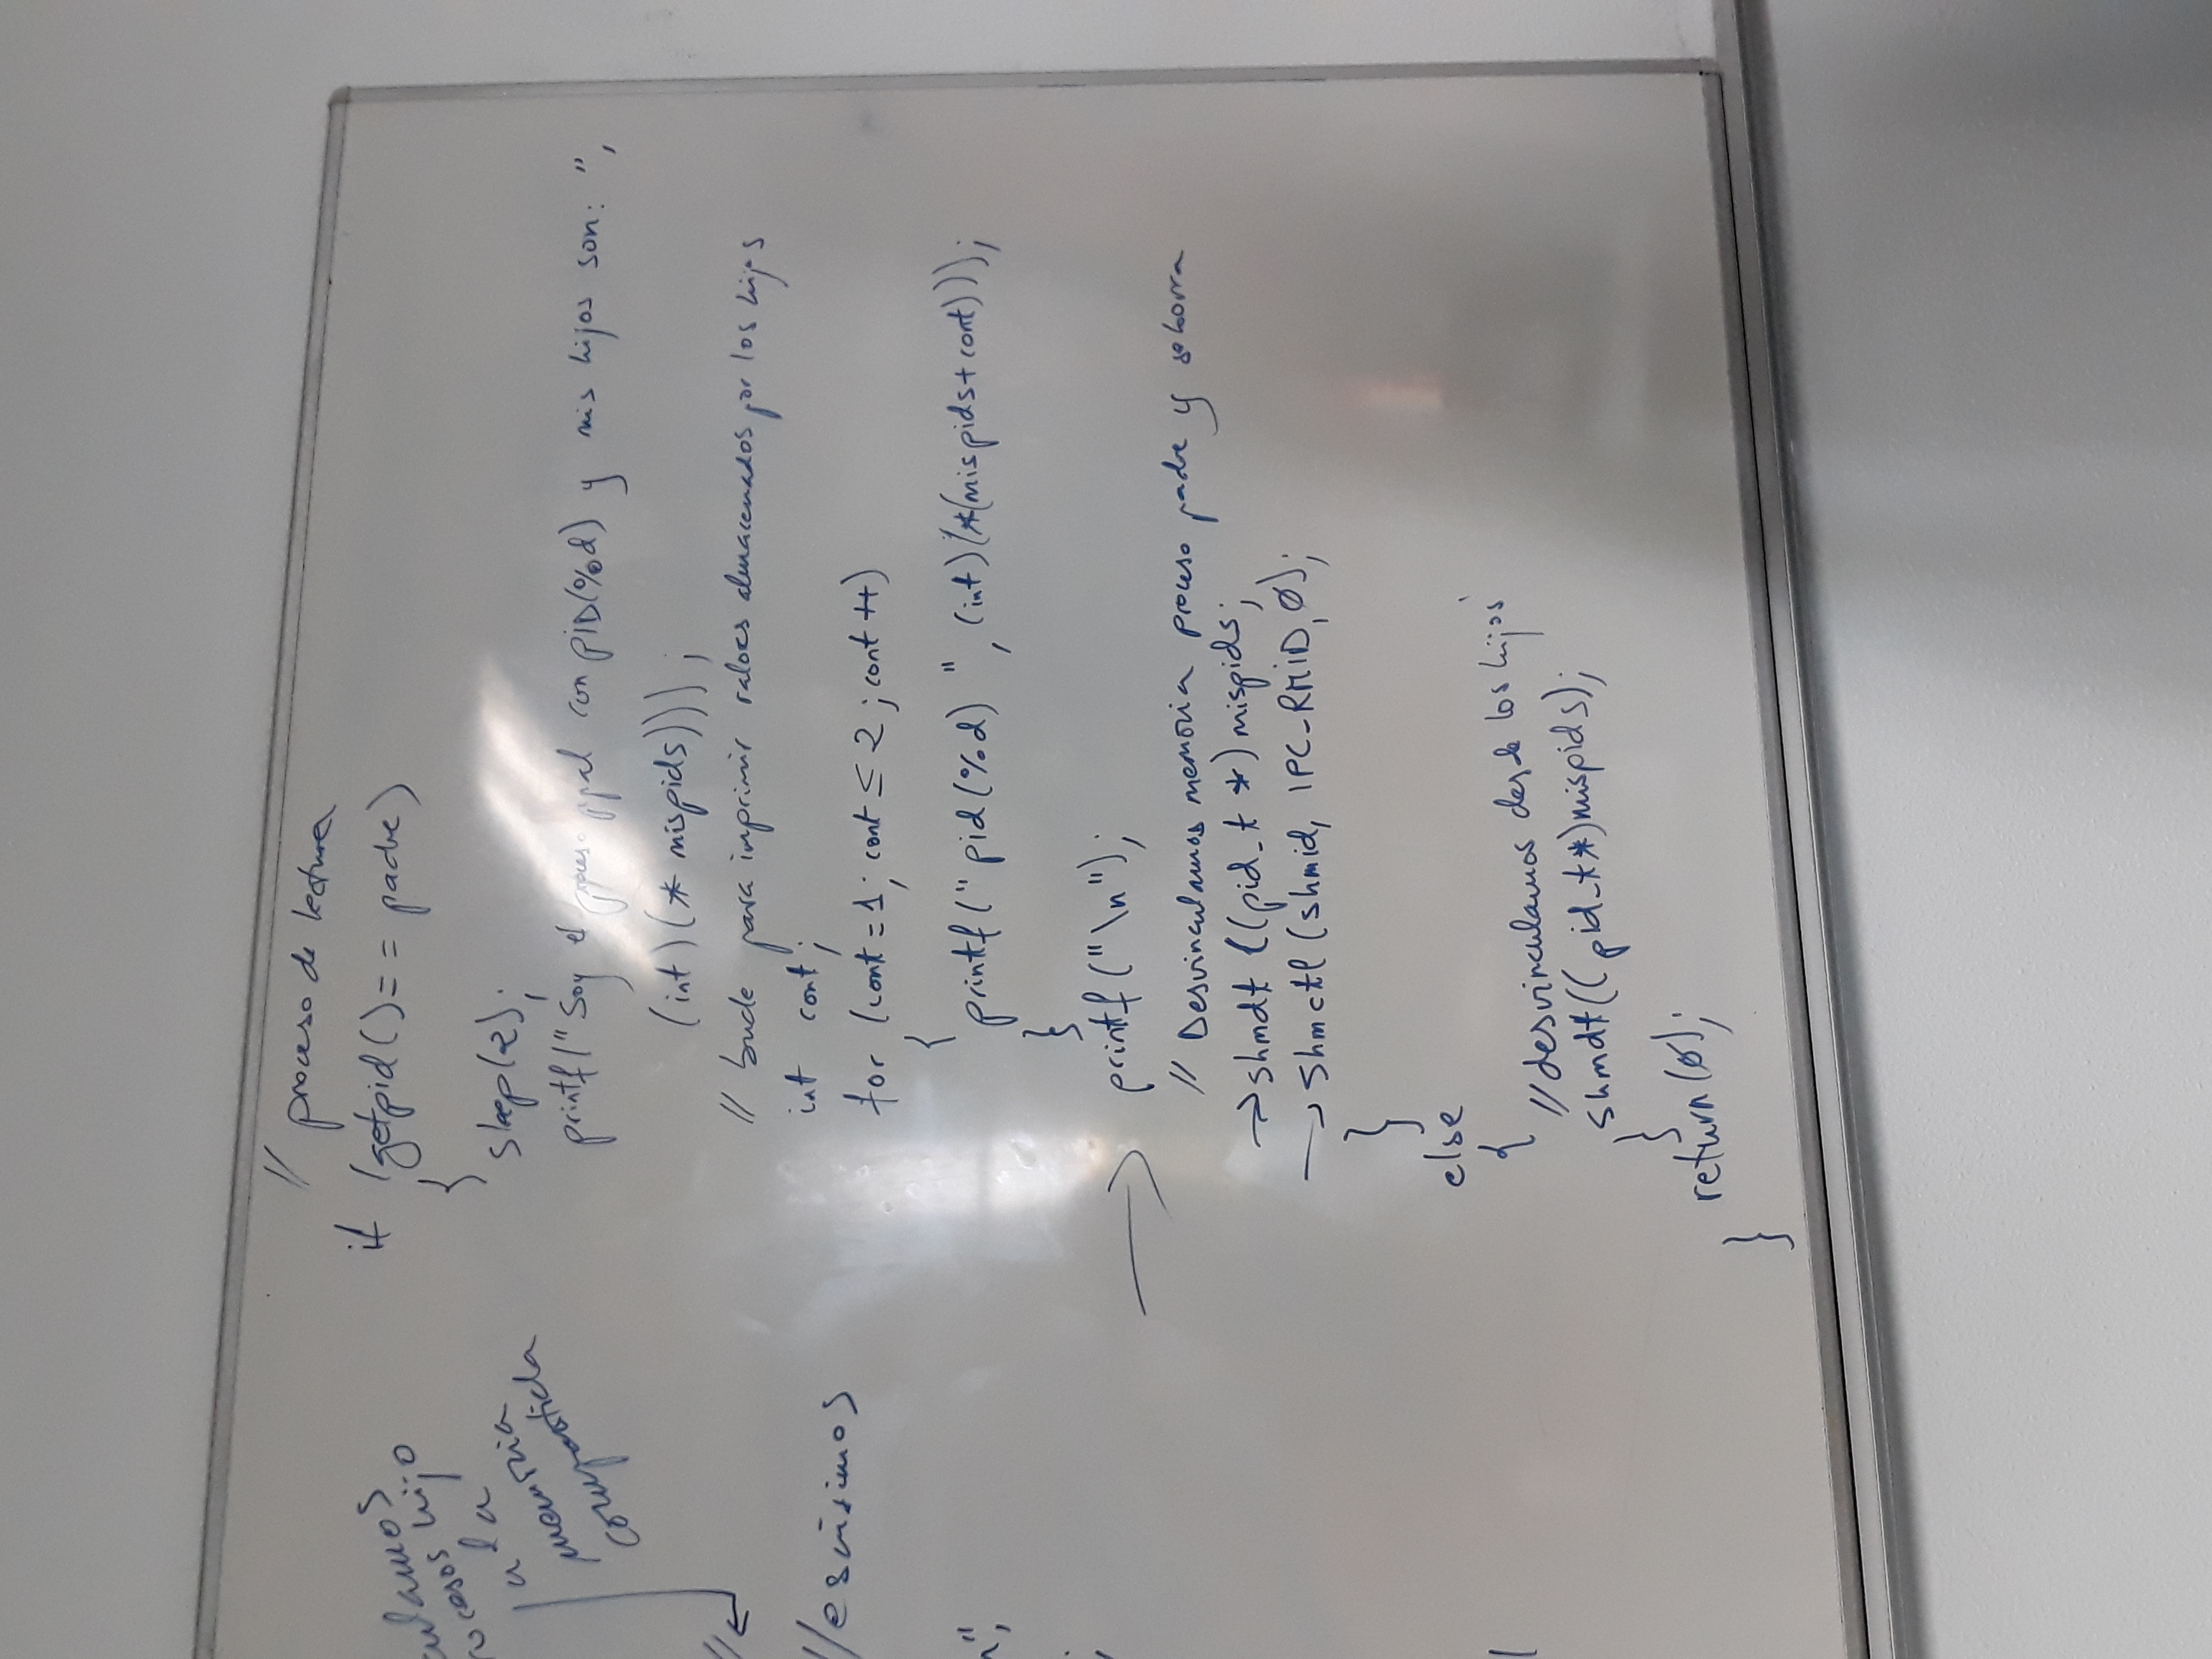 // proceso de lectura
if (getpid()== padre)
{
sleep(2);
printf("Soy el proceso ppal con PID(%d) y mis hijos son: ",
(int)(* mispids)));
// bucle para imprimir valores almacenados por los hijos
int cont;
for (cont=1; cont ≤ 2; cont ++)
{
printf(" pid(%d) ", (int)(*(mispids+cont)));
}
printf("\n");
// Desvinculamos memoria proceso padre y se borra
→ shmdt ((pid_t *) mispids;
→ Shmctl (shmid, IPC_RMID, 0);
}
else
{
//desvinculamos desde los hijos
shmdt((pid_t*)mispids);
}
return(0);
}
culamos
rocesos hijo
a la
memoria
compartida
// ←
//escrisimos
n",
;